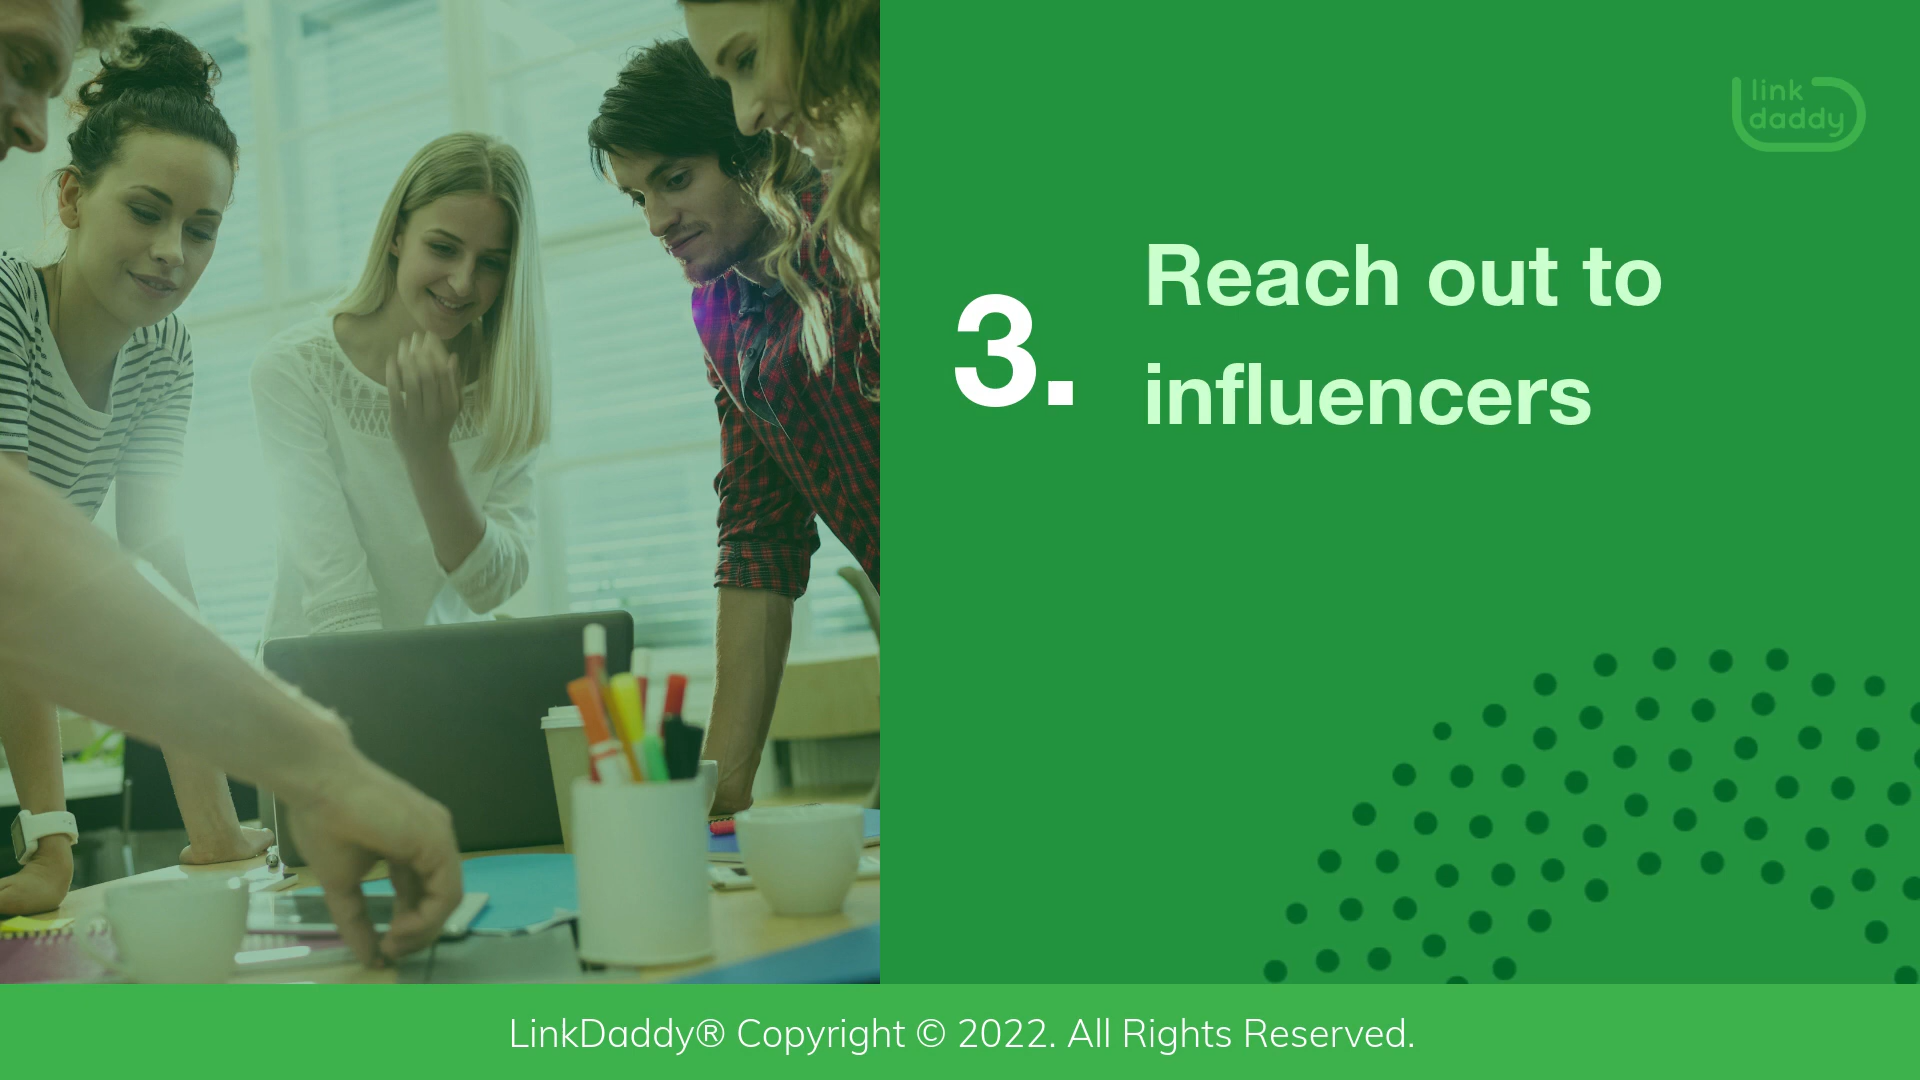 link
daddy
3.
Reach out to
influencers
LinkDaddy® Copyright © 2022. All Rights Reserved.